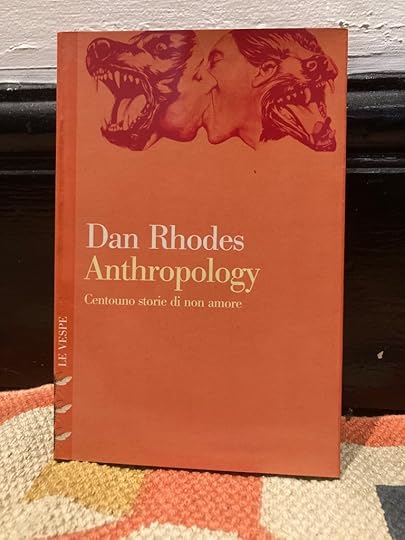 Dan Rhodes
Anthropology
Centouno storie di non amore
LE VESPE